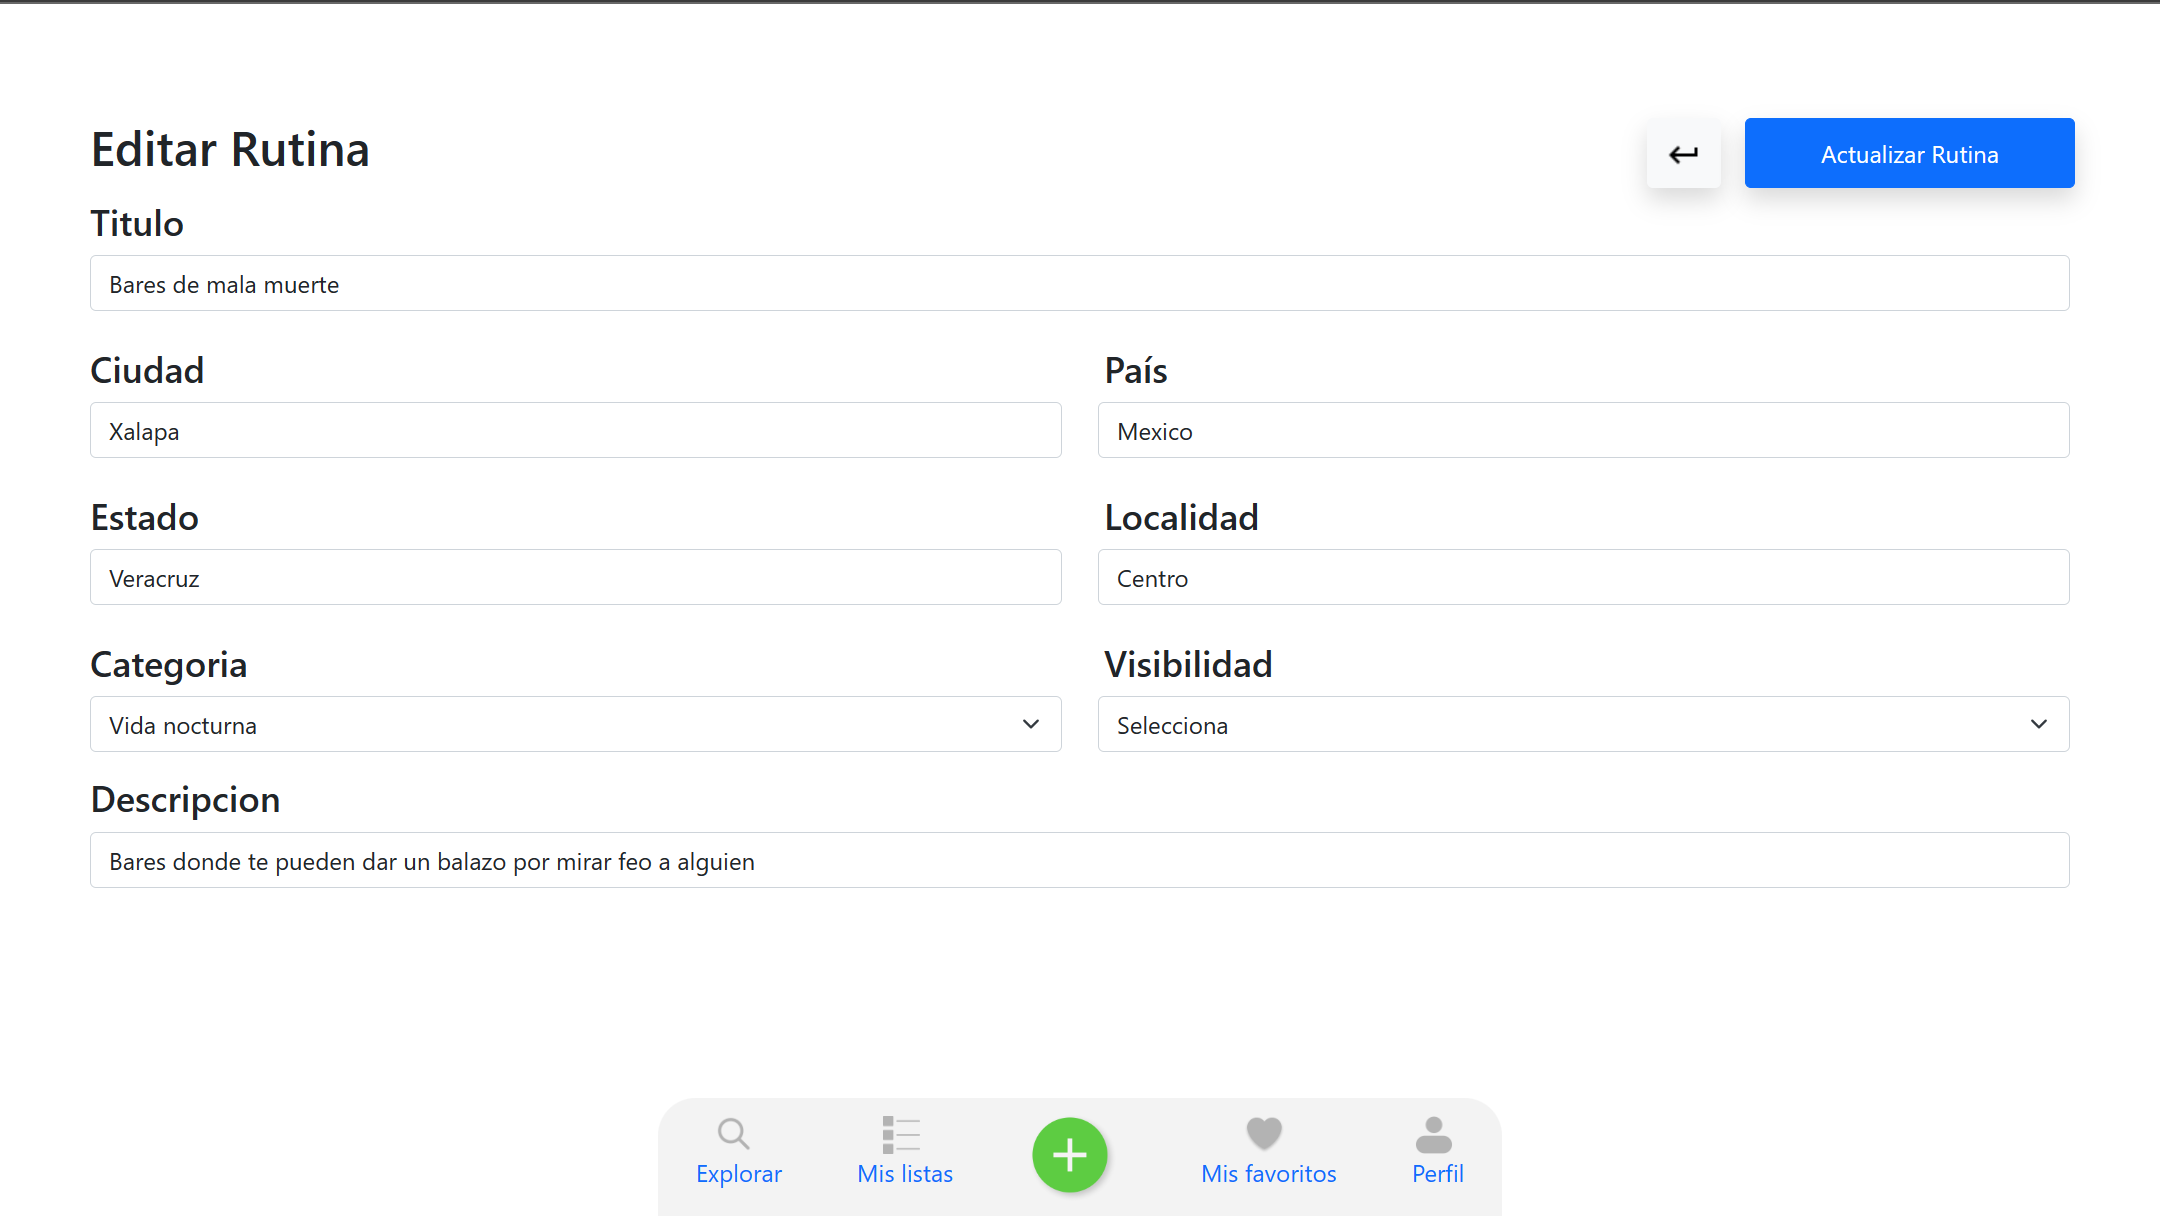 Editar Rutina
Actualizar Rutina
Titulo
Bares de mala muerte
Ciudad
País
Xalapa
Mexico
Estado
Localidad
Veracruz
Centro
Categoria
Visibilidad
Vida nocturna
Selecciona
Descripcion
Bares donde te pueden dar un balazo por mirar feo a alguien
Explorar
Mis listas
Mis favoritos
Perfil